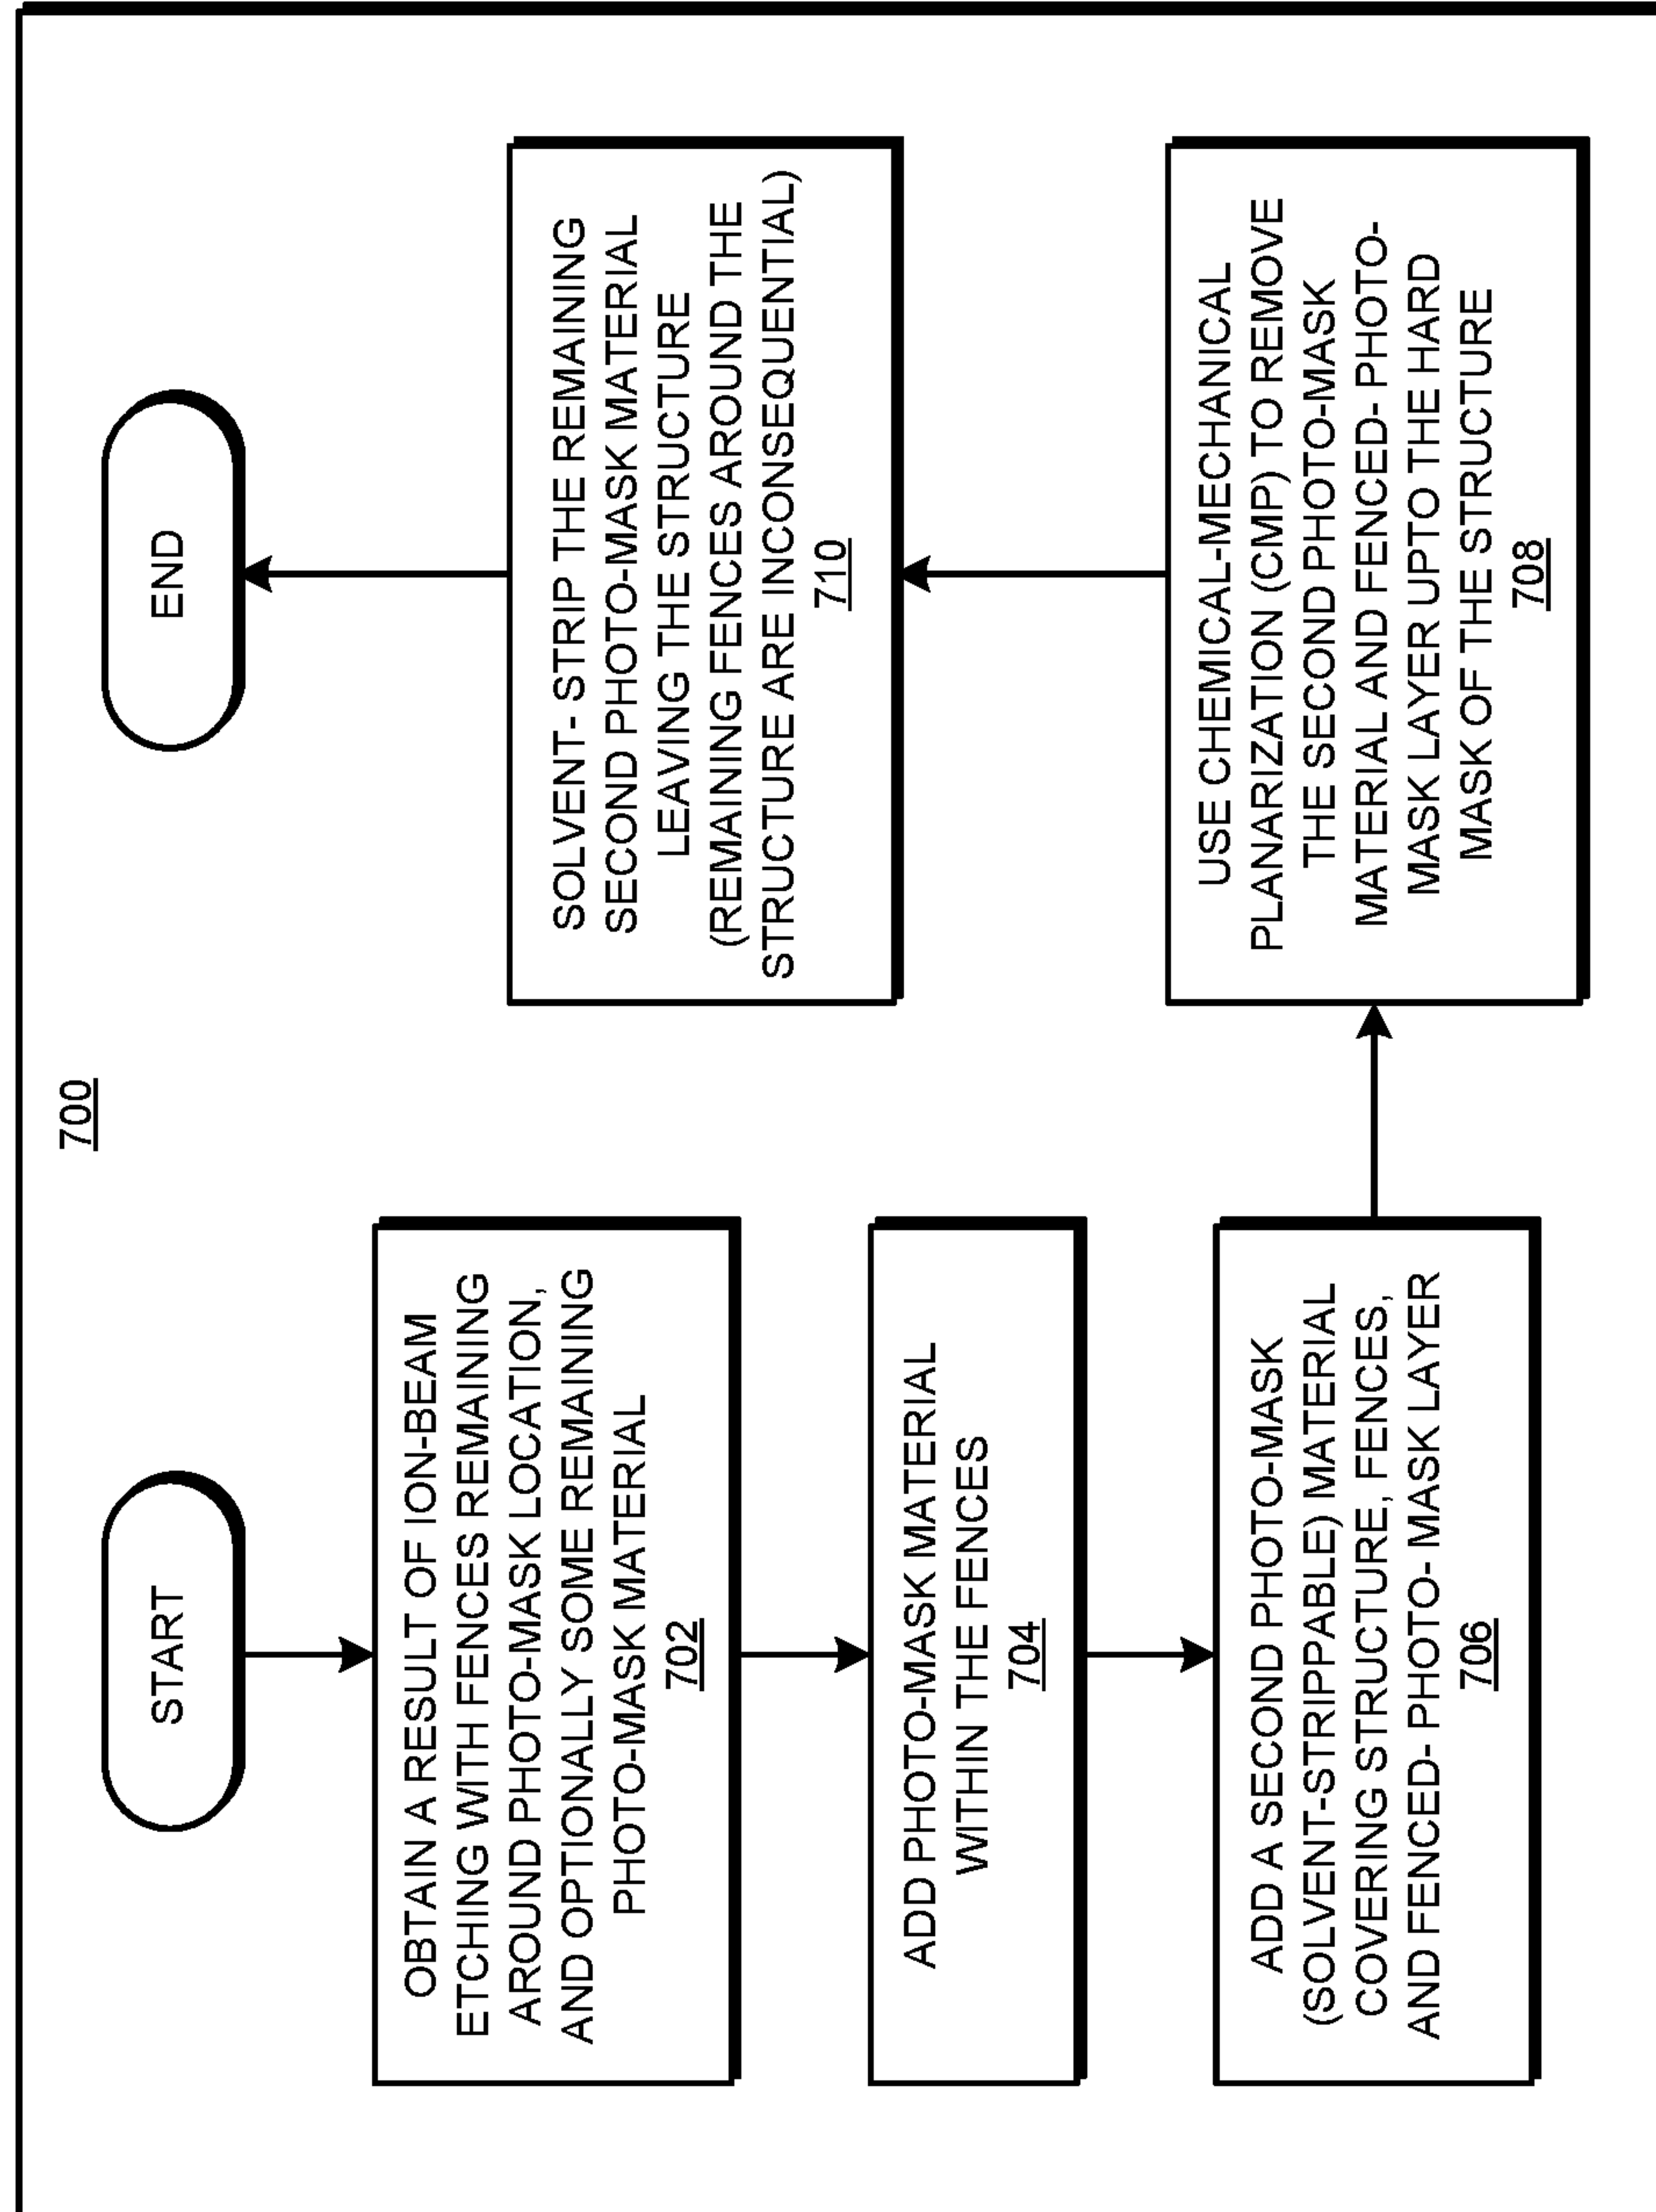 700
START
OBTAIN A RESULT OF ION-BEAM
ETCHING WITH FENCES REMAINING
AROUND PHOTO-MASK LOCATION,
AND OPTIONALLY SOME REMAINING
PHOTO-MASK MATERIAL
702
ADD PHOTO-MASK MATERIAL
WITHIN THE FENCES
704
ADD A SECOND PHOTO-MASK
(SOLVENT-STRIPPABLE) MATERIAL
COVERING STRUCTURE, FENCES,
AND FENCED- PHOTO- MASK LAYER
706
USE CHEMICAL-MECHANICAL
PLANARIZATION (CMP) TO REMOVE
THE SECOND PHOTO-MASK
MATERIAL AND FENCED- PHOTO-
MASK LAYER UPTO THE HARD
MASK OF THE STRUCTURE
708
SOLVENT- STRIP THE REMAINING
SECOND PHOTO-MASK MATERIAL
LEAVING THE STRUCTURE
(REMAINING FENCES AROUND THE
STRUCTURE ARE INCONSEQUENTIAL)
710
END